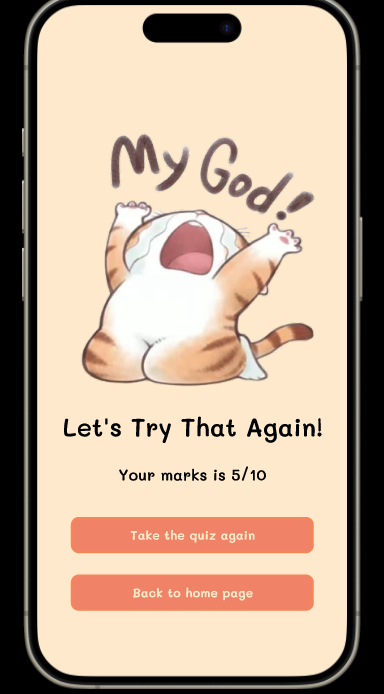 My God!
Let's Try That Again!
Your marks is 5/10
Take the quiz again
Back to home page